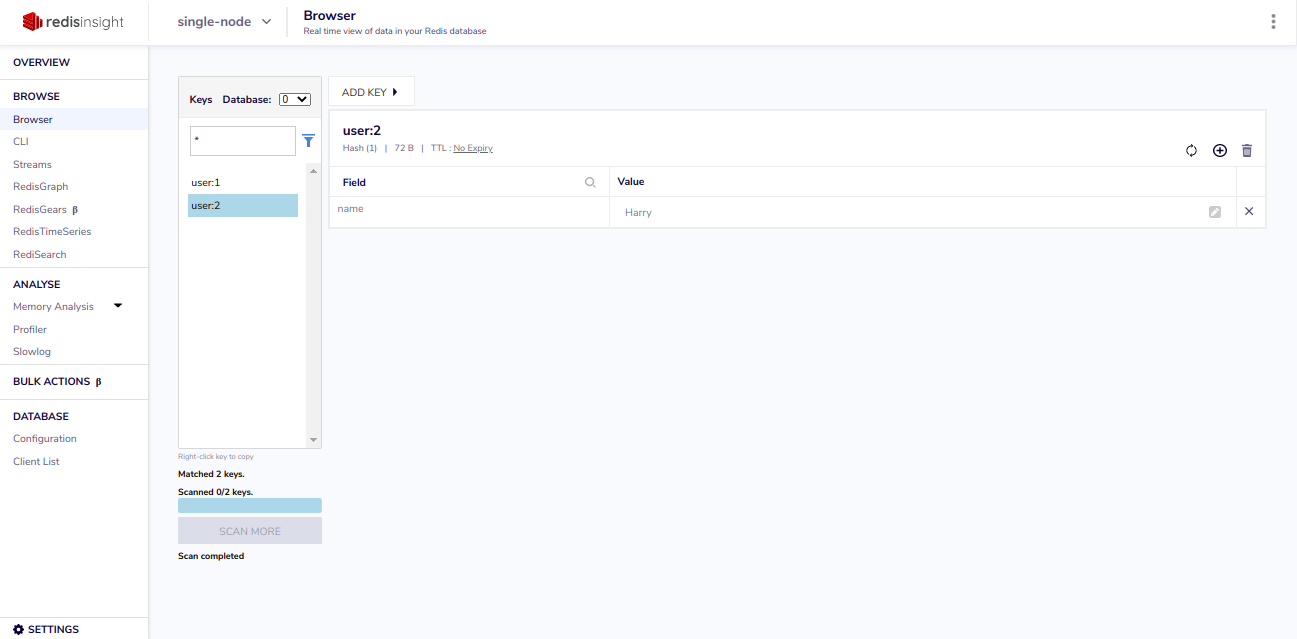 redisinsight
single-node
Browser
Real time view of data in your Redis database
OVERVIEW
BROWSE
Browser
CLI
Streams
RedisGraph
RedisGears β
RedisTimeSeries
RediSearch
ANALYSE
Memory Analysis
Profiler
Slowlog
BULK ACTIONS β
DATABASE
Configuration
Client List
SETTINGS
Keys Database: 0
*
user:1
user:2
Right-click key to copy
Matched 2 keys.
Scanned 0/2 keys.
SCAN MORE
Scan completed
ADD KEY
user:2
Hash (1) | 72 B | TTL : No Expiry
Field Value
name Harry